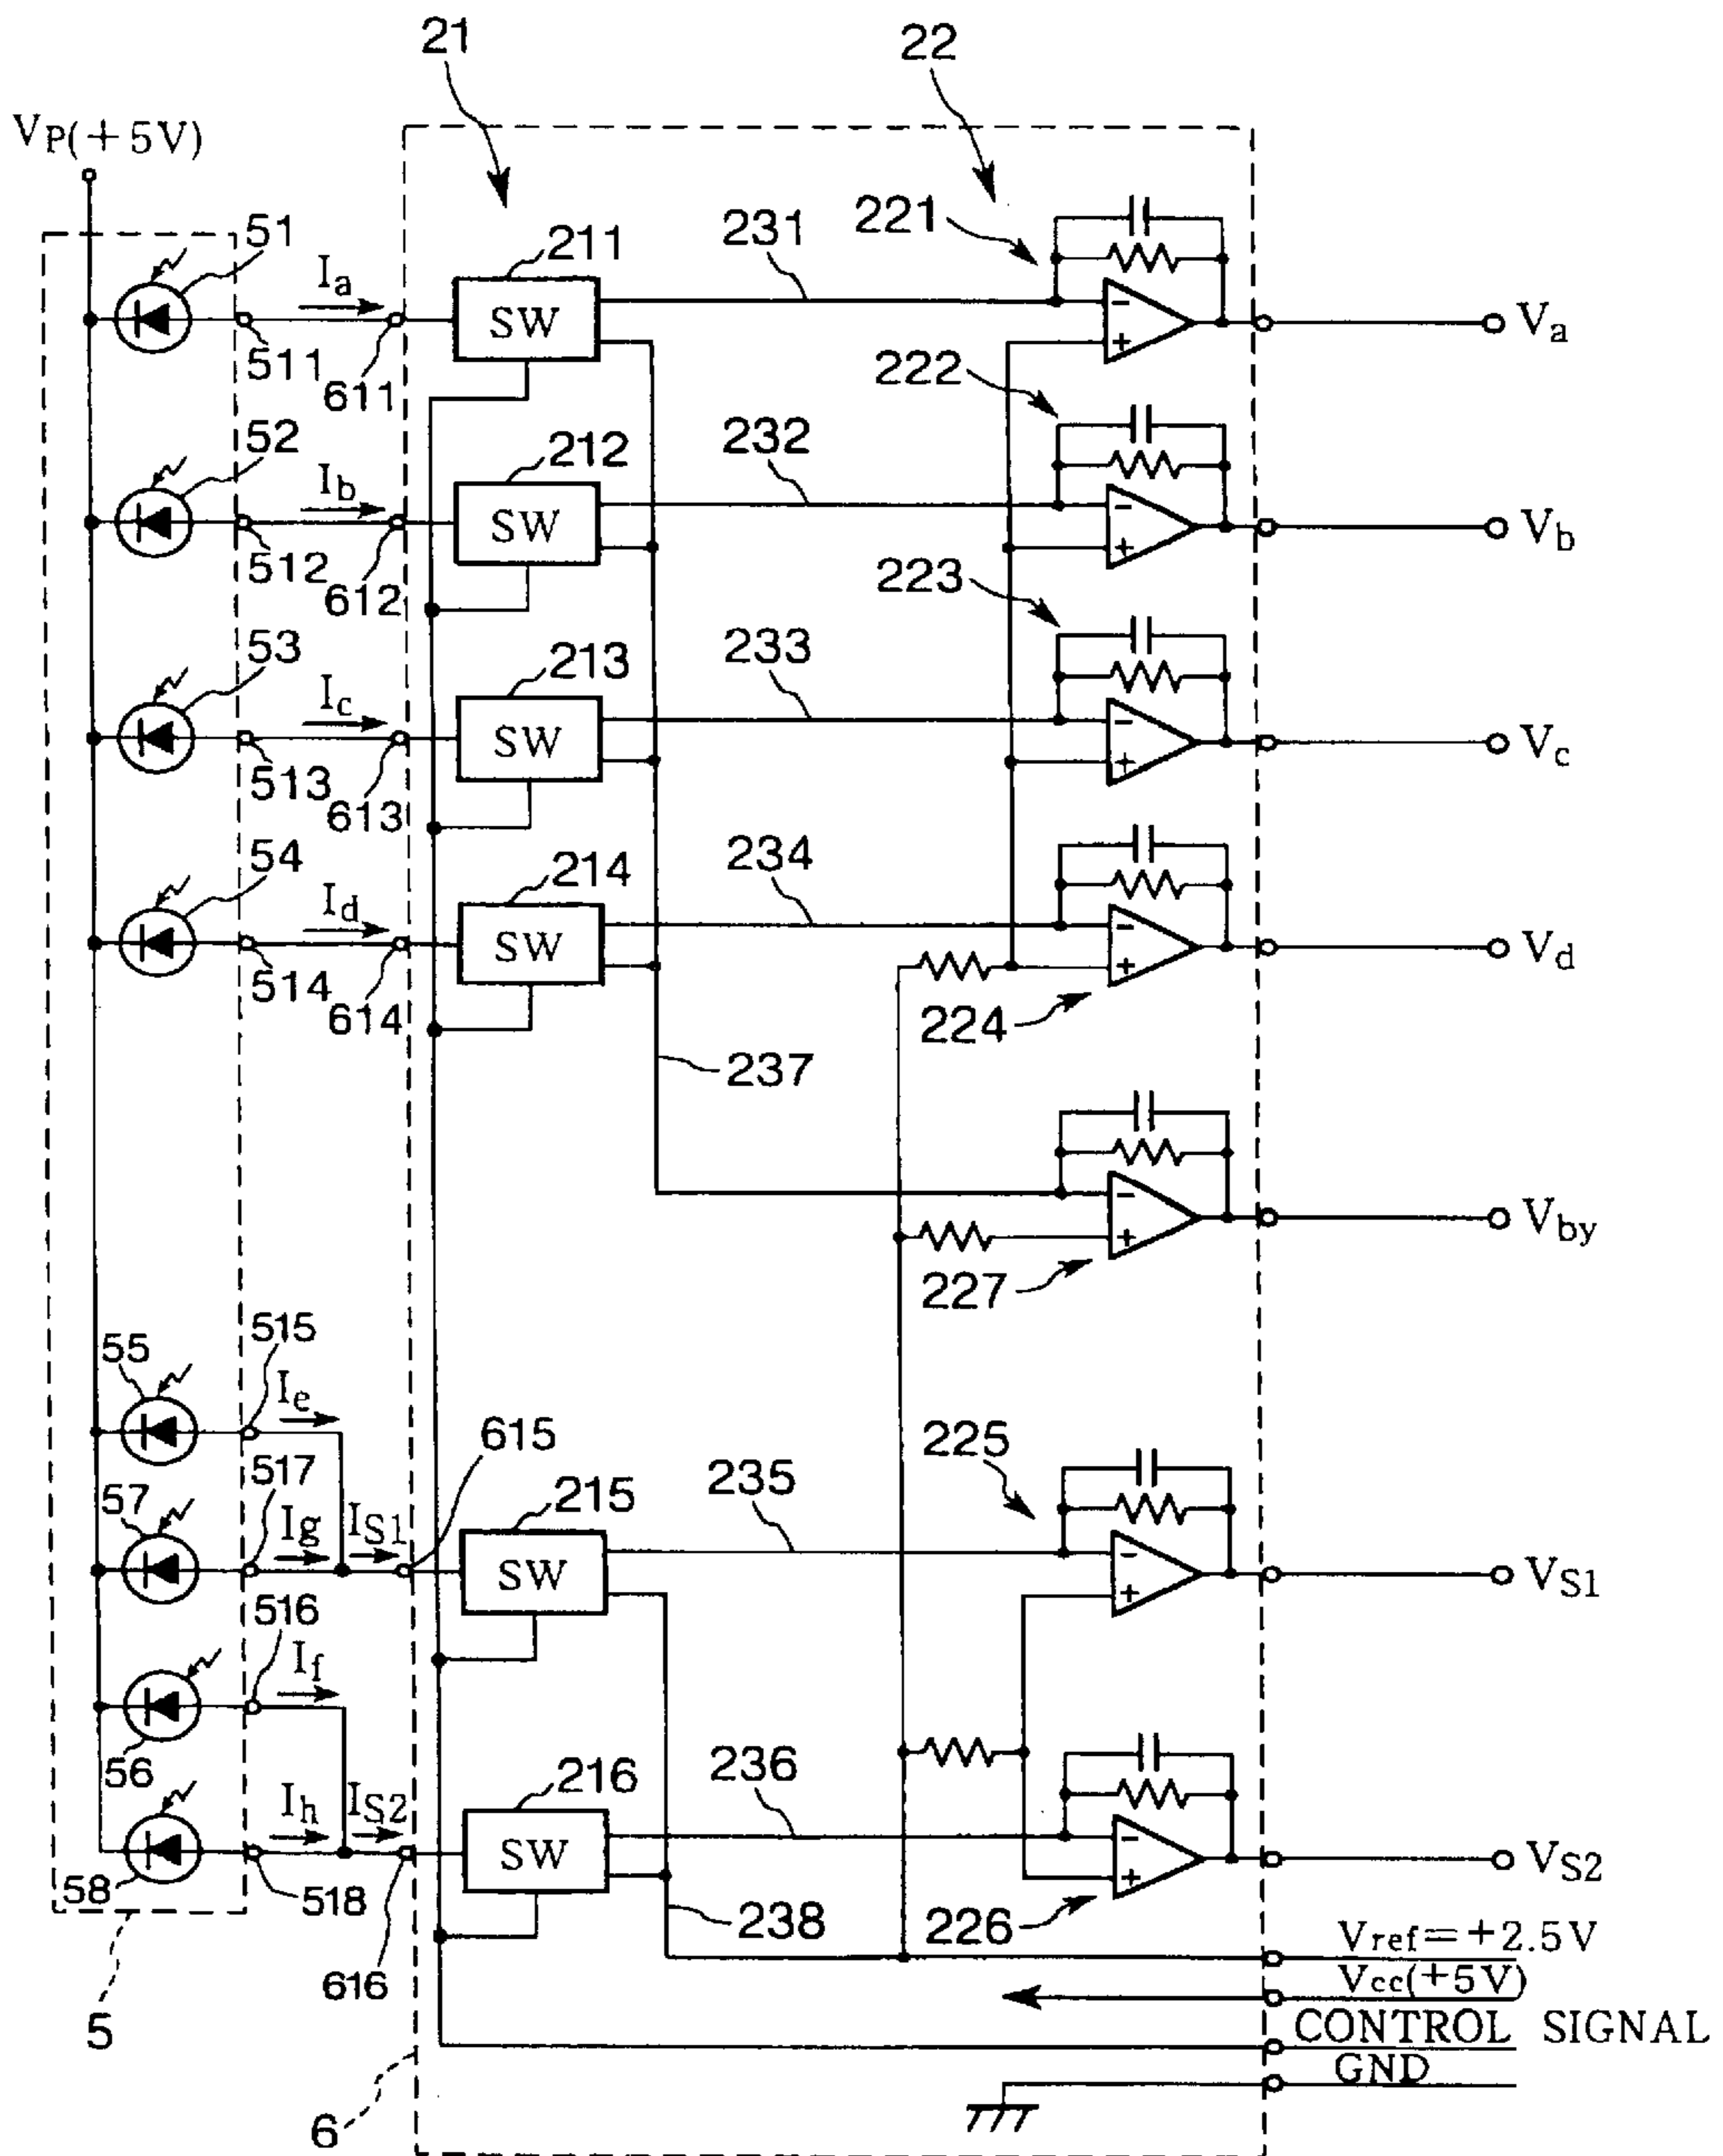 21
22
VP(+5V)
51
Ia
211
SW
231
221
−
+
Va
511
611
222
52
Ib
212
SW
232
−
+
Vb
512
612
223
53
Ic
213
SW
233
−
+
Vc
513
613
54
Id
214
SW
234
−
+
Vd
514
614
224
237
−
+
Vby
227
55
515
Ie
615
225
57
517
Ig
IS1
215
SW
235
−
+
VS1
516
If
56
Ih
IS2
216
SW
236
−
+
VS2
58
518
238
226
616
Vref=+2.5V
Vcc(+5V)
5
CONTROL SIGNAL
GND
6